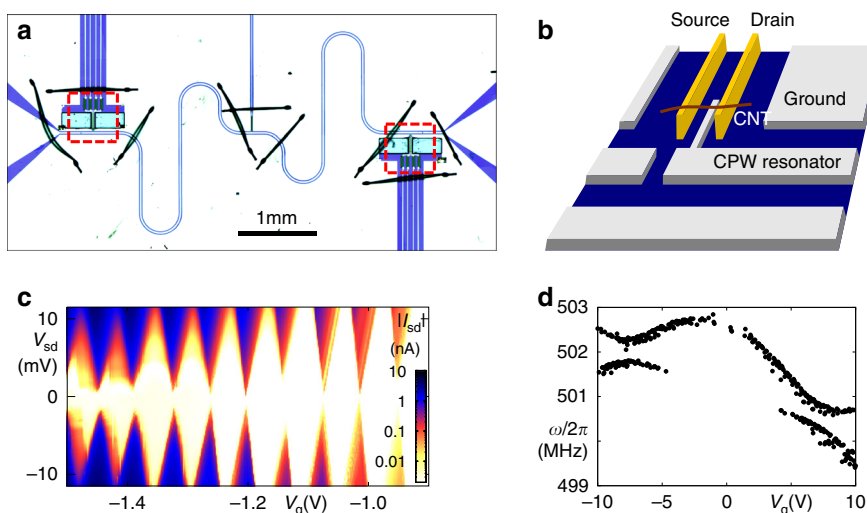 a
1mm
b
Source Drain
Ground
CNT
CPW resonator
c
10
V_sd
(mV)
0
−10
−1.4 −1.2 V_g(V) −1.0
|I_sd|
(nA)
10
1
0.1
0.01
d
503
502
501
ω/2π
(MHz)
499
−10 −5 0 V_g(V) 10